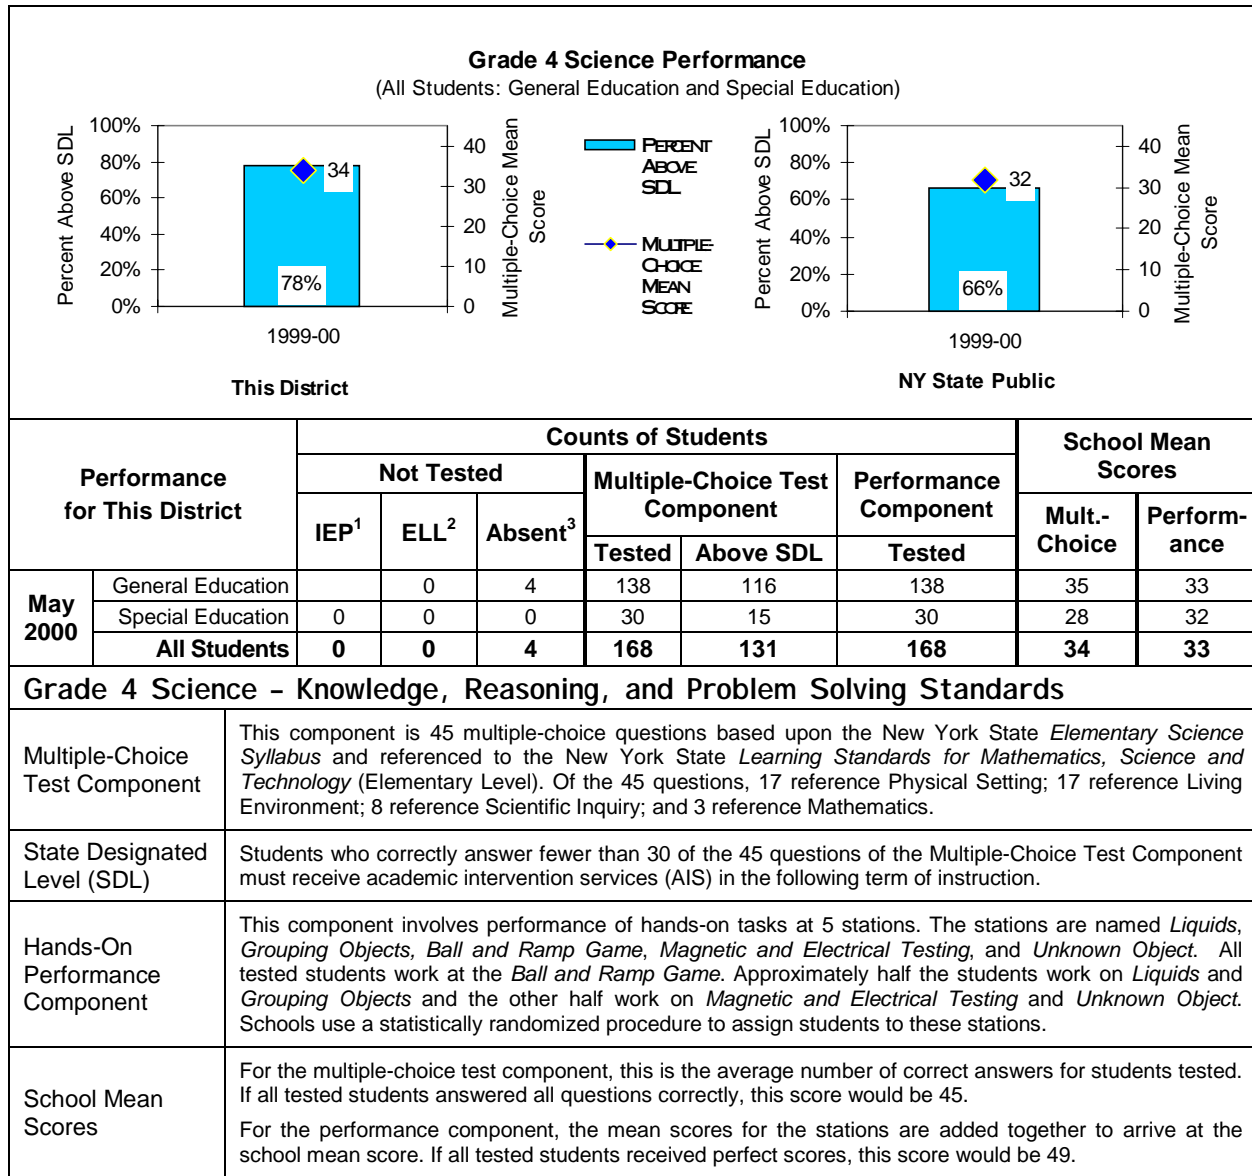 Grade 4 Science Performance
(All Students: General Education and Special Education)
Percent Above SDL
100%
80%
60%
40%
20%
0%
34
78%
1999-00
40
30
20
10
0
Multiple-Choice Mean
Score
This District
PERCENT
ABOVE
SDL
MULTIPLE-
CHOICE
MEAN
SCORE
Percent Above SDL
100%
80%
60%
40%
20%
0%
32
66%
1999-00
40
30
20
10
0
Multiple-Choice Mean
Score
NY State Public
Performance
for This District
Counts of Students
School Mean
Scores
Not Tested
Multiple-Choice Test
Component
Performance
Component
IEP1 ELL2 Absent3
Tested Above SDL Tested
Mult.-
Choice
Perform-
ance
May
2000
General Education 0 4 138 116 138 35 33
Special Education 0 0 0 30 15 30 28 32
All Students 0 0 4 168 131 168 34 33
Grade 4 Science – Knowledge, Reasoning, and Problem Solving Standards
Multiple-Choice
Test Component
This component is 45 multiple-choice questions based upon the New York State Elementary Science
Syllabus and referenced to the New York State Learning Standards for Mathematics, Science and
Technology (Elementary Level). Of the 45 questions, 17 reference Physical Setting; 17 reference Living
Environment; 8 reference Scientific Inquiry; and 3 reference Mathematics.
State Designated
Level (SDL)
Students who correctly answer fewer than 30 of the 45 questions of the Multiple-Choice Test Component
must receive academic intervention services (AIS) in the following term of instruction.
Hands-On
Performance
Component
This component involves performance of hands-on tasks at 5 stations. The stations are named Liquids,
Grouping Objects, Ball and Ramp Game, Magnetic and Electrical Testing, and Unknown Object. All
tested students work at the Ball and Ramp Game. Approximately half the students work on Liquids and
Grouping Objects and the other half work on Magnetic and Electrical Testing and Unknown Object.
Schools use a statistically randomized procedure to assign students to these stations.
School Mean
Scores
For the multiple-choice test component, this is the average number of correct answers for students tested.
If all tested students answered all questions correctly, this score would be 45.
For the performance component, the mean scores for the stations are added together to arrive at the
school mean score. If all tested students received perfect scores, this score would be 49.